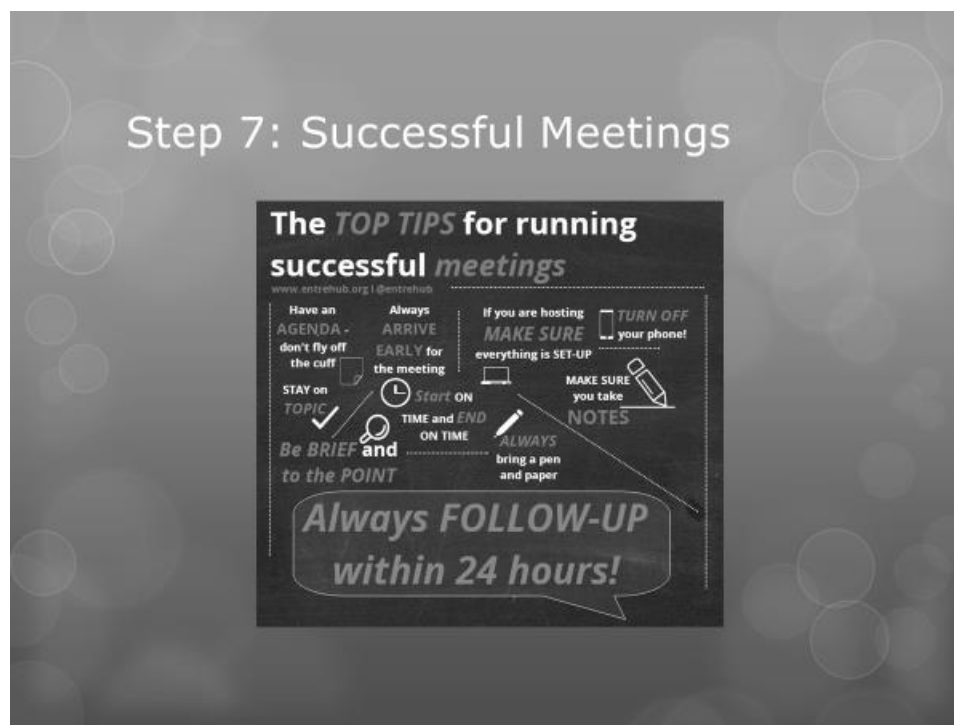 Step 7: Successful Meetings
The TOP TIPS for running
successful meetings
www.entrehub.org | @entrehub
Have an
AGENDA -
don't fly off
the cuff
Always
ARRIVE
EARLY for
the meeting
If you are hosting
MAKE SURE
everything is SET-UP
TURN OFF
your phone!
STAY on
TOPIC
Start ON
TIME and END
ON TIME
MAKE SURE
you take
NOTES
Be BRIEF and
to the POINT
ALWAYS
bring a pen
and paper
Always FOLLOW-UP
within 24 hours!